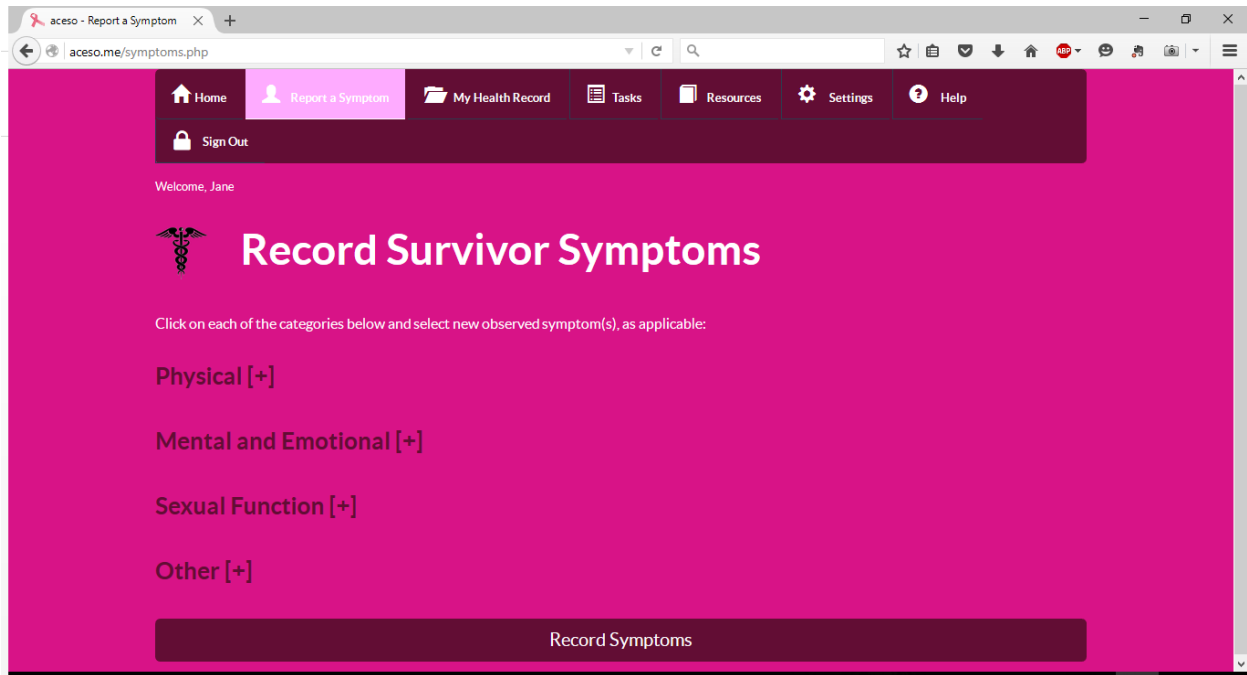 aceso - Report a Symptom
aceso.me/symptoms.php
ABP
Home
Report a Symptom
My Health Record
Tasks
Resources
Settings
Help
Sign Out
Welcome, Jane
Record Survivor Symptoms
Click on each of the categories below and select new observed symptom(s), as applicable:
Physical [+]
Mental and Emotional [+]
Sexual Function [+]
Other [+]
Record Symptoms